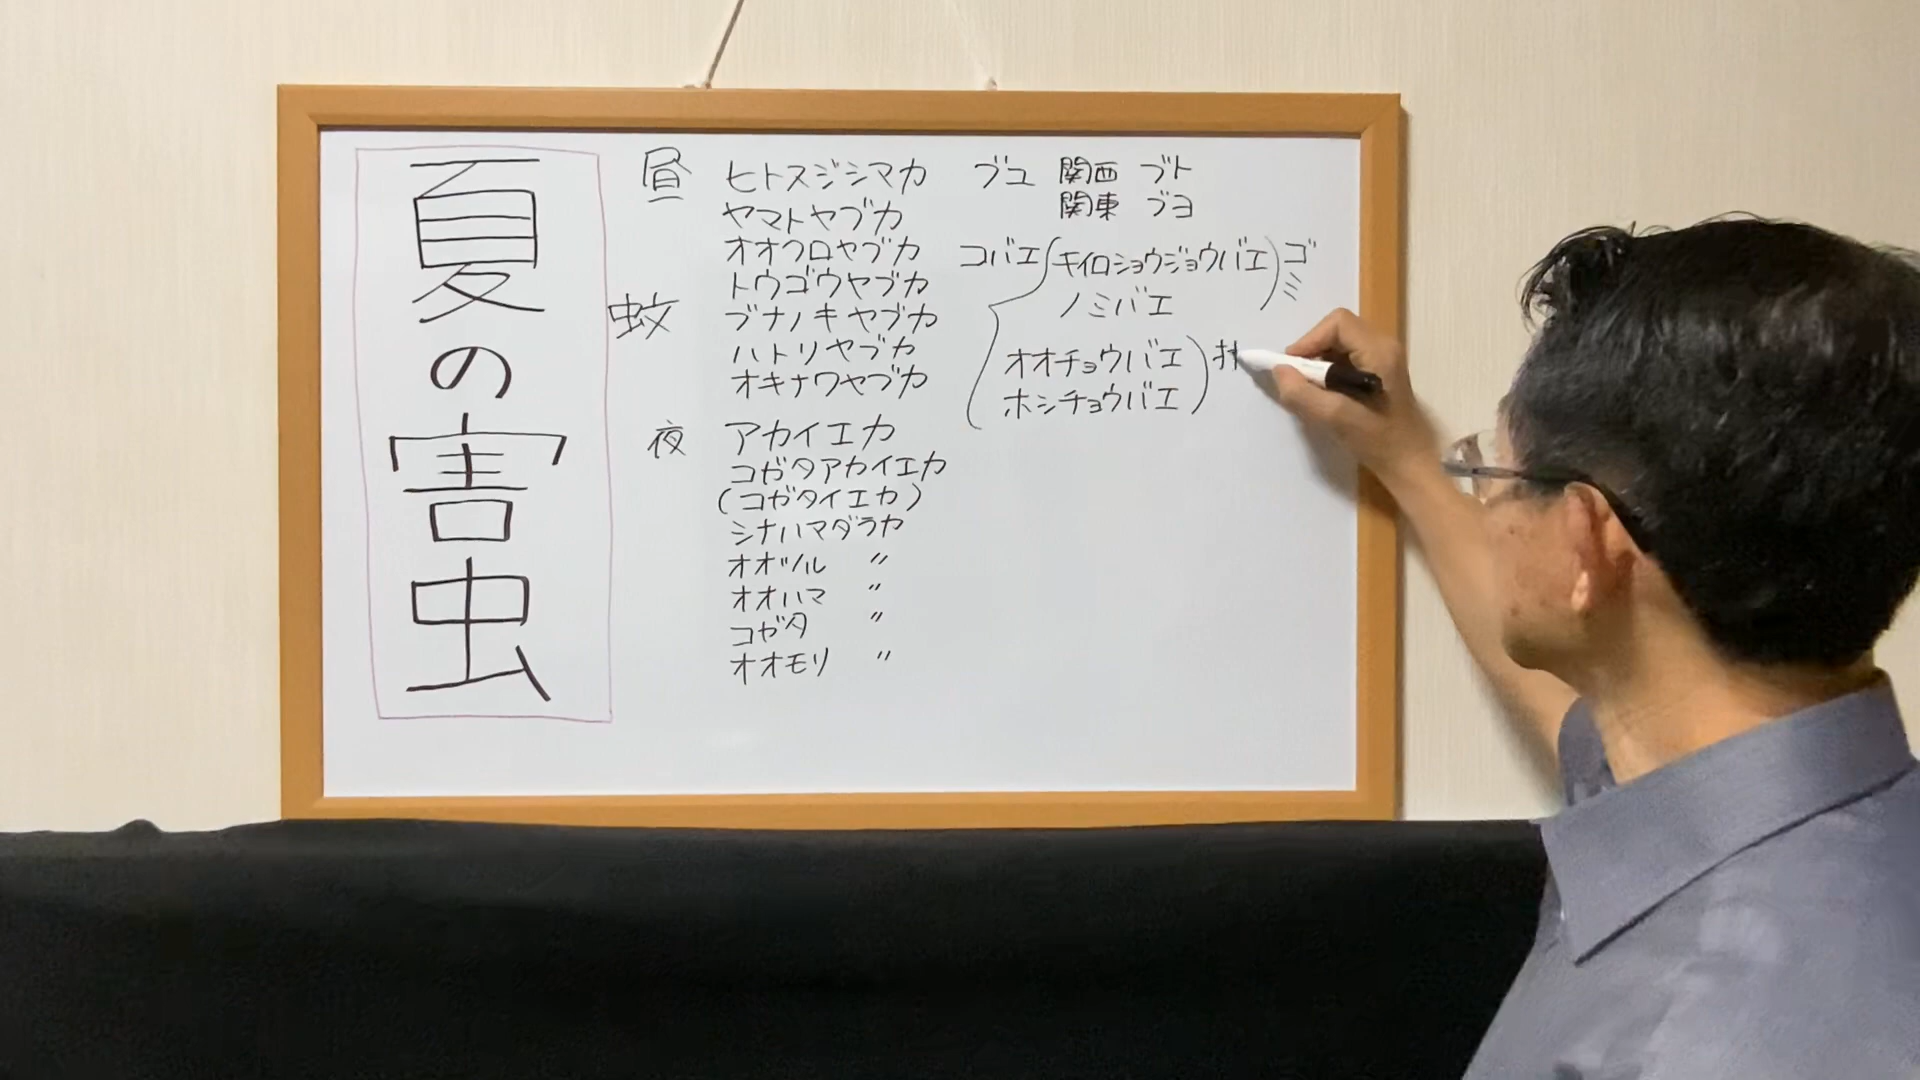 夏の害虫
蚊
昼
ヒトスジシマカ
ヤマトヤブカ
オオクロヤブカ
トウゴウヤブカ
ブナノキヤブカ
ハトリヤブカ
オキナワヤブカ
夜
アカイエカ
コガタアカイエカ
(コガタイエカ)
シナハマダラカ
オオツル 〃
オオハマ 〃
コガタ 〃
オオモリ 〃
ブユ 関西 ブト
関東 ブヨ
コバエ キイロショウジョウバエ ゴミ
ノミバエ
オオチョウバエ
ホシチョウバエ